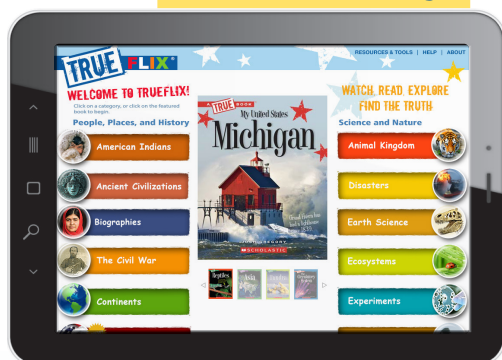 RESOURCES & TOOLS | HELP | ABOUT
TRUE FLIX
WELCOME TO TRUEFLIX!
Click on a category, or click on the featured
book to begin.
People, Places, and History
American Indians
Ancient Civilizations
Biographies
The Civil War
Continents
A TRUE BOOK
My United States
Michigan
SCHOLASTIC
Reptiles
Asia
WATCH READ EXPLORE
FIND THE TRUTH
Science and Nature
Animal Kingdom
Disasters
Earth Science
Ecosystems
Experiments